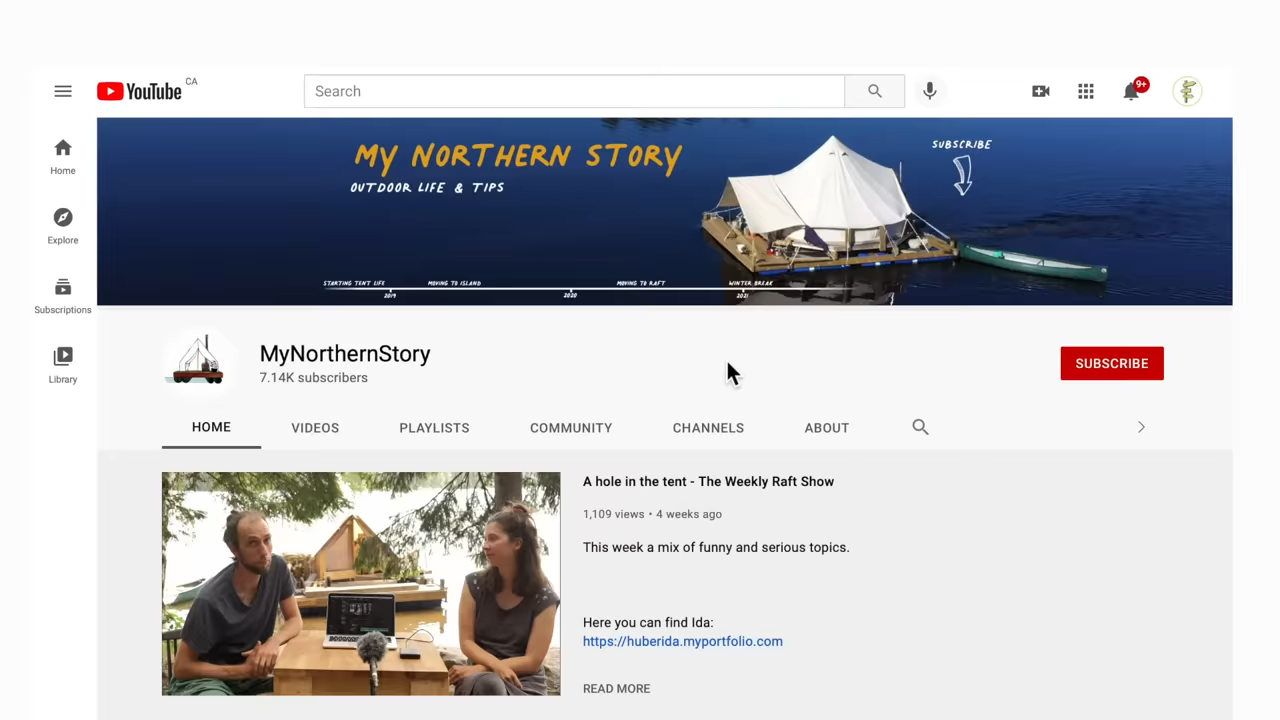 YouTube CA
Search
9+
Home
Explore
Subscriptions
Library
MY NORTHERN STORY
OUTDOOR LIFE & TIPS
SUBSCRIBE
STARTING TENT LIFE
MOVING TO ISLAND
MOVING TO RAFT
WINTER BREAK
2019
2020
2021
MyNorthernStory
7.14K subscribers
SUBSCRIBE
HOME
VIDEOS
PLAYLISTS
COMMUNITY
CHANNELS
ABOUT
A hole in the tent - The Weekly Raft Show
1,109 views • 4 weeks ago
This week a mix of funny and serious topics.
Here you can find Ida:
https://huberida.myportfolio.com
READ MORE